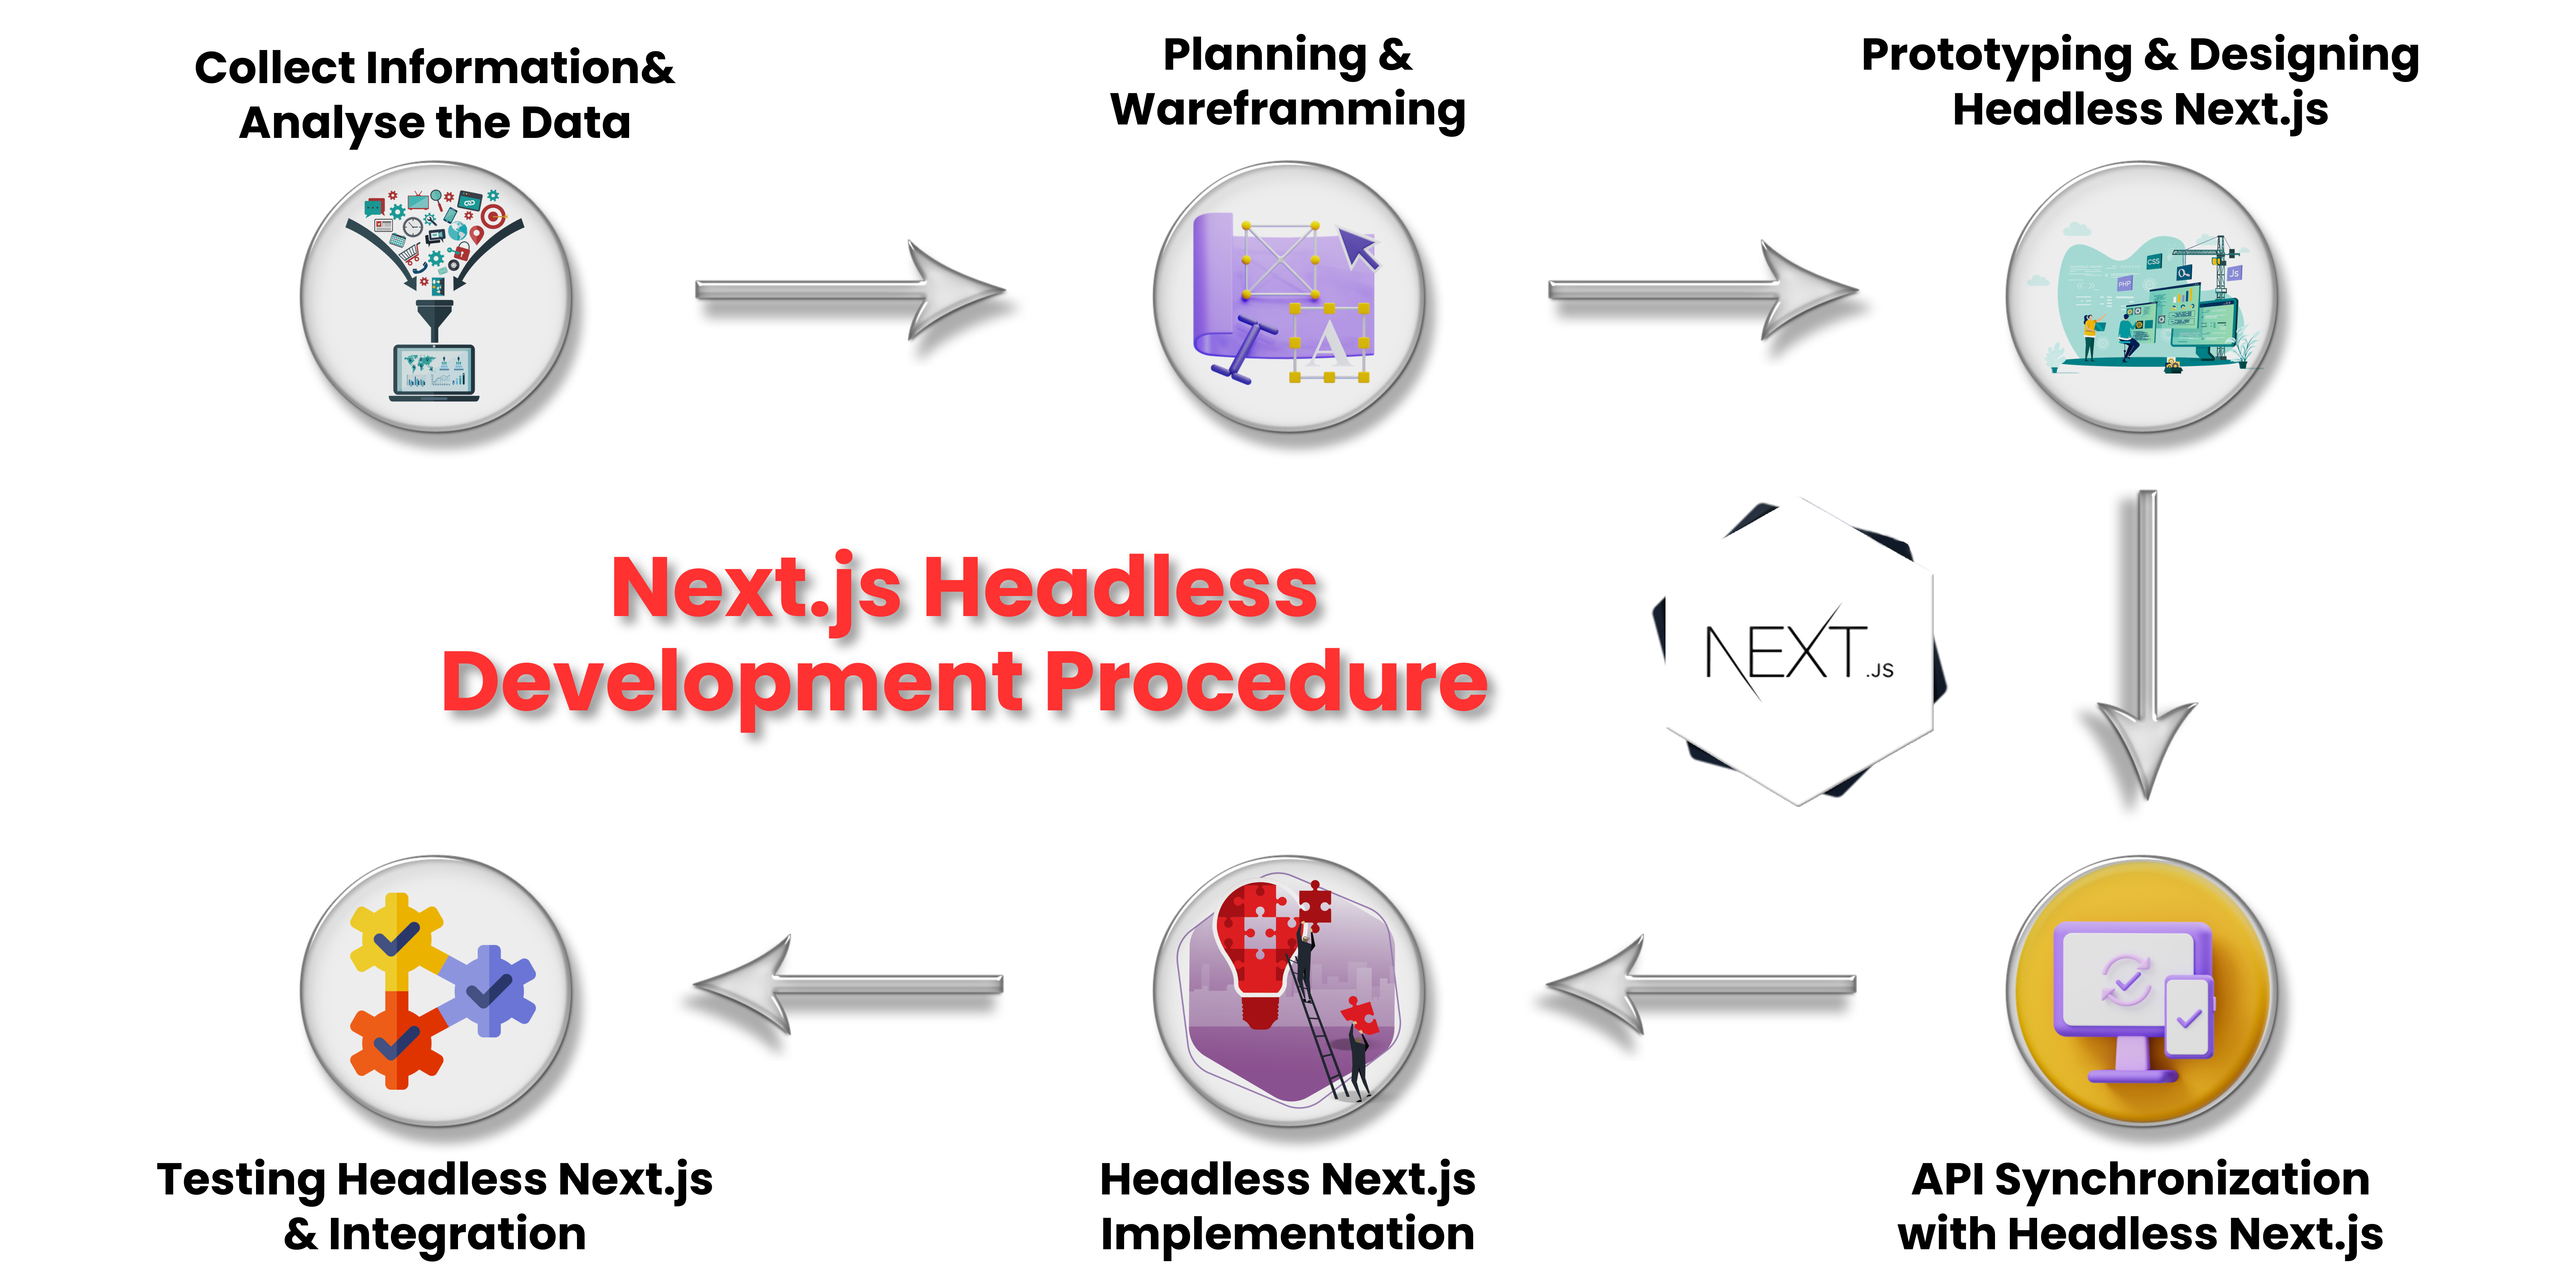 Collect Information&
Analyse the Data
Planning &
Wareframming
Prototyping & Designing
Headless Next.js
CSS
PHP
Js
A
Next.js Headless
Development Procedure
NEXT.JS
Testing Headless Next.js
& Integration
Headless Next.js
Implementation
API Synchronization
with Headless Next.js